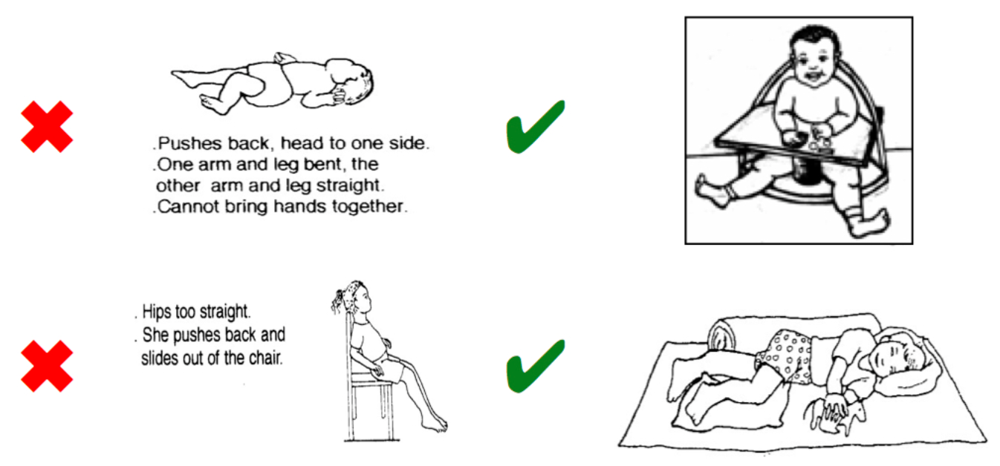 .Pushes back, head to one side.
.One arm and leg bent, the
other arm and leg straight.
.Cannot bring hands together.
. Hips too straight.
. She pushes back and
slides out of the chair.